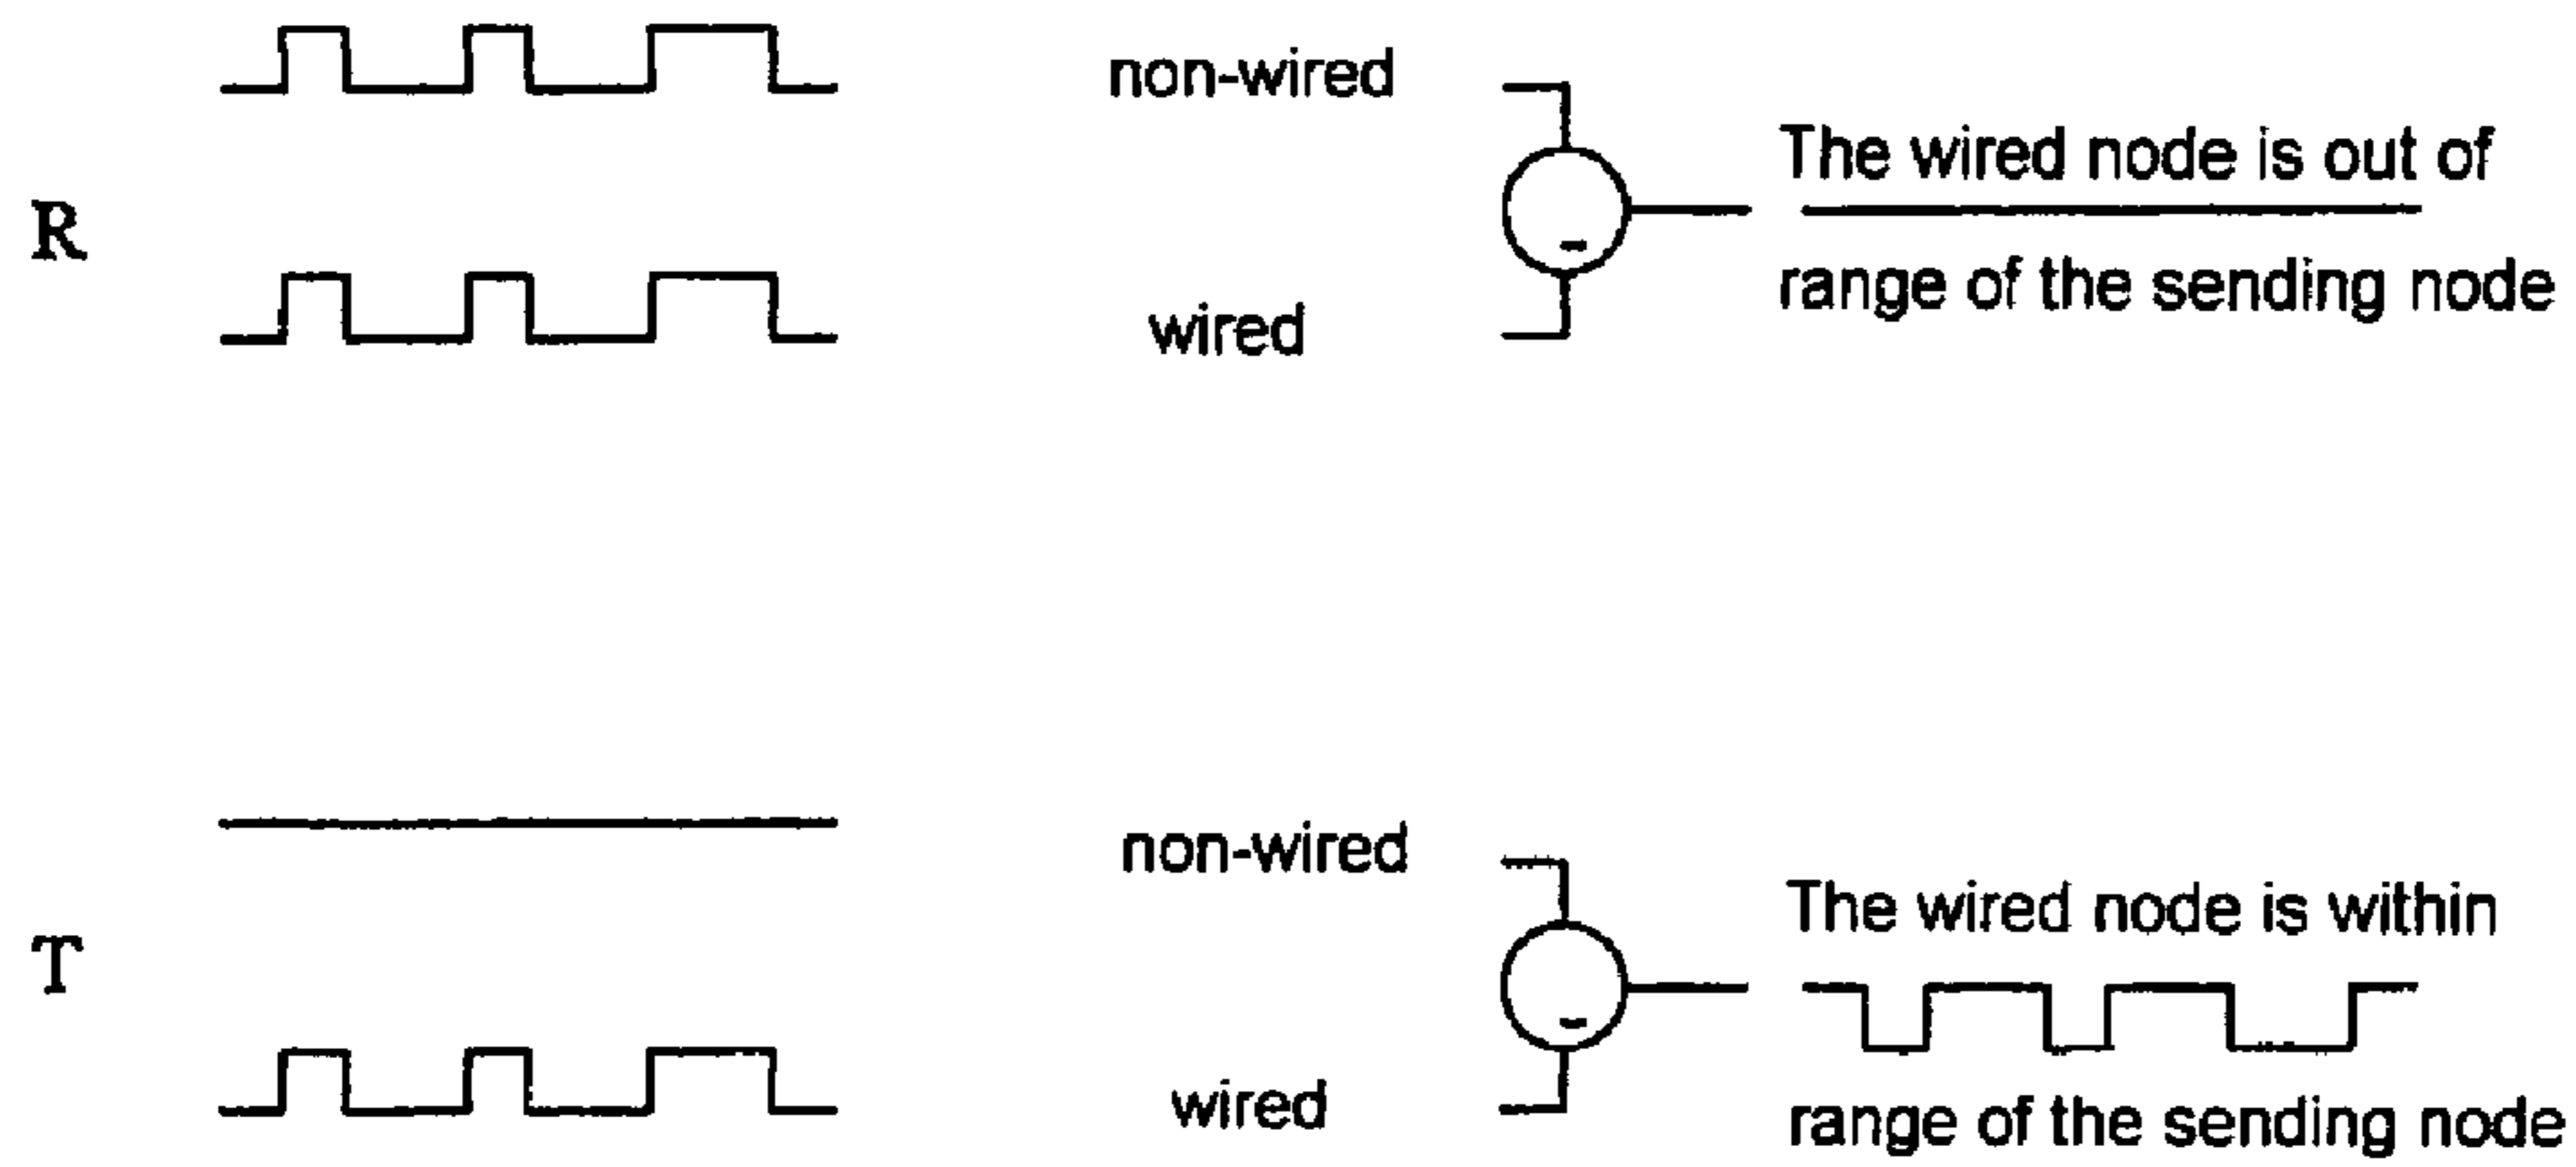 non-wired
The wired node is out of
R
range of the sending node
wired
non-wired
The wired node is within
T
wired
range of the sending node